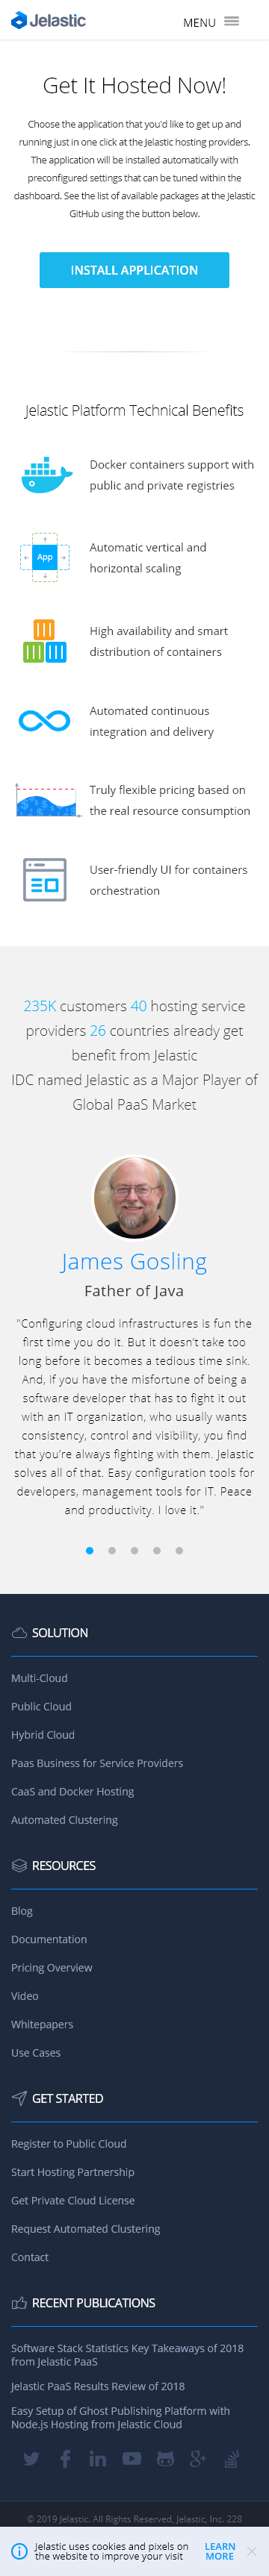 Jelastic
MENU
Get It Hosted Now!
Choose the application that you'd like to get up and
running just in one click at the Jelastic hosting providers.
The application will be installed automatically with
preconfigured settings that can be tuned within the
dashboard. See the list of available packages at the Jelastic
GitHub using the button below.
INSTALL APPLICATION
Jelastic Platform Technical Benefits
Docker containers support with
public and private registries
App
Automatic vertical and
horizontal scaling
High availability and smart
distribution of containers
Automated continuous
integration and delivery
Truly flexible pricing based on
the real resource consumption
User-friendly UI for containers
orchestration
235K customers 40 hosting service
providers 26 countries already get
benefit from Jelastic
IDC named Jelastic as a Major Player of
Global PaaS Market
James Gosling
Father of Java
"Configuring cloud infrastructures is fun the
first time you do it. But it doesn't take too
long before it becomes a tedious time sink.
And, if you have the misfortune of being a
software developer that has to fight it out
with an IT organization, who usually wants
consistency, control and visibility, you find
that you're always fighting with them. Jelastic
solves all of that. Easy configuration tools for
developers, management tools for IT. Peace
and productivity. I love it."
SOLUTION
Multi-Cloud
Public Cloud
Hybrid Cloud
Paas Business for Service Providers
CaaS and Docker Hosting
Automated Clustering
RESOURCES
Blog
Documentation
Pricing Overview
Video
Whitepapers
Use Cases
GET STARTED
Register to Public Cloud
Start Hosting Partnership
Get Private Cloud License
Request Automated Clustering
Contact
RECENT PUBLICATIONS
Software Stack Statistics Key Takeaways of 2018
from Jelastic PaaS
Jelastic PaaS Results Review of 2018
Easy Setup of Ghost Publishing Platform with
Node.js Hosting from Jelastic Cloud
© 2019 Jelastic. All Rights Reserved, Jelastic, Inc. 228
Jelastic uses cookies and pixels on
the website to improve your visit
LEARN
MORE